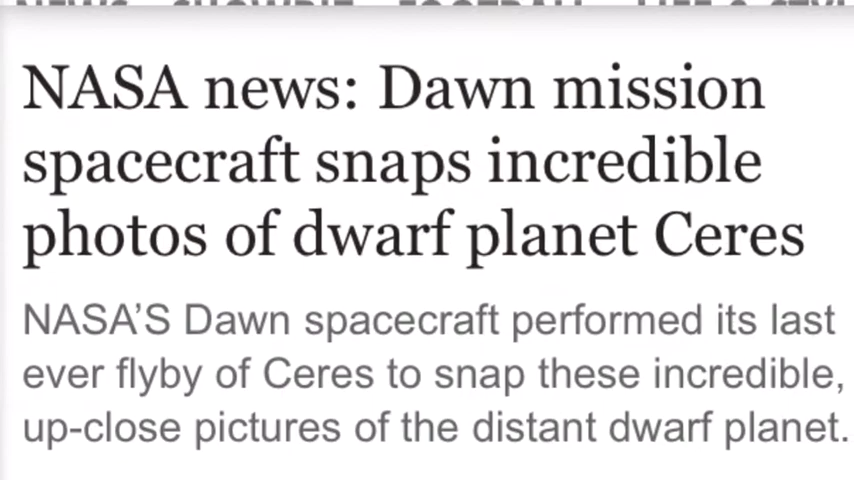 NASA news: Dawn mission
spacecraft snaps incredible
photos of dwarf planet Ceres
NASA'S Dawn spacecraft performed its last
ever flyby of Ceres to snap these incredible,
up-close pictures of the distant dwarf planet.